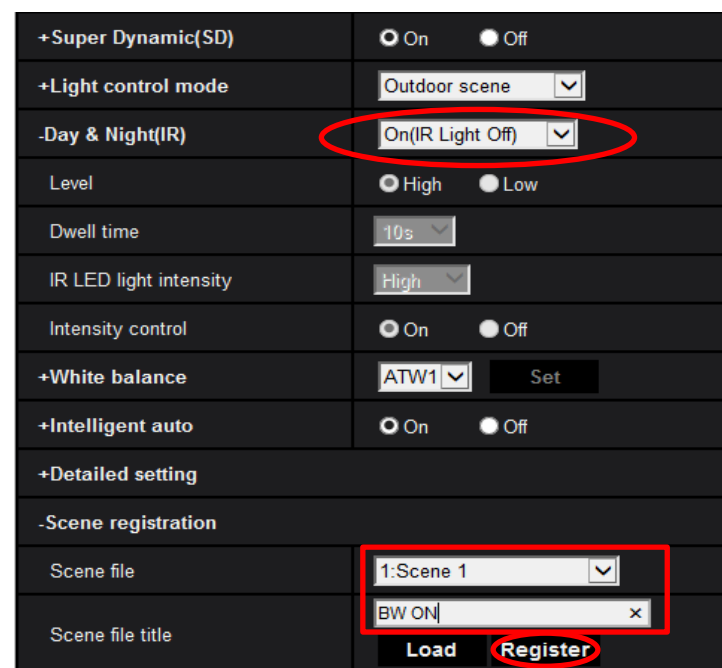 +Super Dynamic(SD) On Off
+Light control mode Outdoor scene
-Day & Night(IR) On(IR Light Off)
Level High Low
Dwell time 10s
IR LED light intensity High
Intensity control On Off
+White balance ATW1 Set
+Intelligent auto On Off
+Detailed setting
-Scene registration
Scene file 1:Scene 1
BW ON ×
Scene file title
Load Register